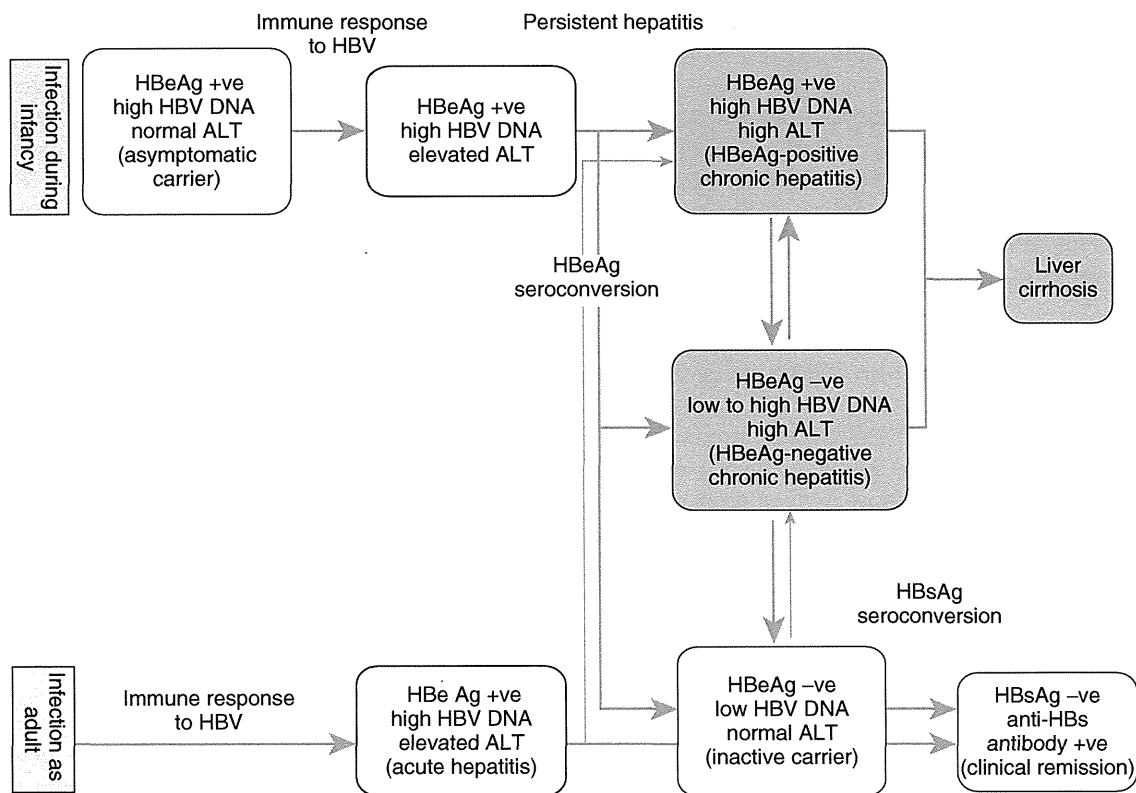 Immune response
to HBV
Persistent hepatitis
Infection during
infancy
HBeAg +ve
high HBV DNA
normal ALT
(asymptomatic
carrier)
HBeAg +ve
high HBV DNA
elevated ALT
HBeAg +ve
high HBV DNA
high ALT
(HBeAg-positive
chronic hepatitis)
HBeAg
seroconversion
Liver
cirrhosis
HBeAg –ve
low to high HBV DNA
high ALT
(HBeAg-negative
chronic hepatitis)
HBsAg
seroconversion
Infection as
adult
Immune response
to HBV
HBe Ag +ve
high HBV DNA
elevated ALT
(acute hepatitis)
HBeAg –ve
low HBV DNA
normal ALT
(inactive carrier)
HBsAg –ve
anti-HBs
antibody +ve
(clinical remission)